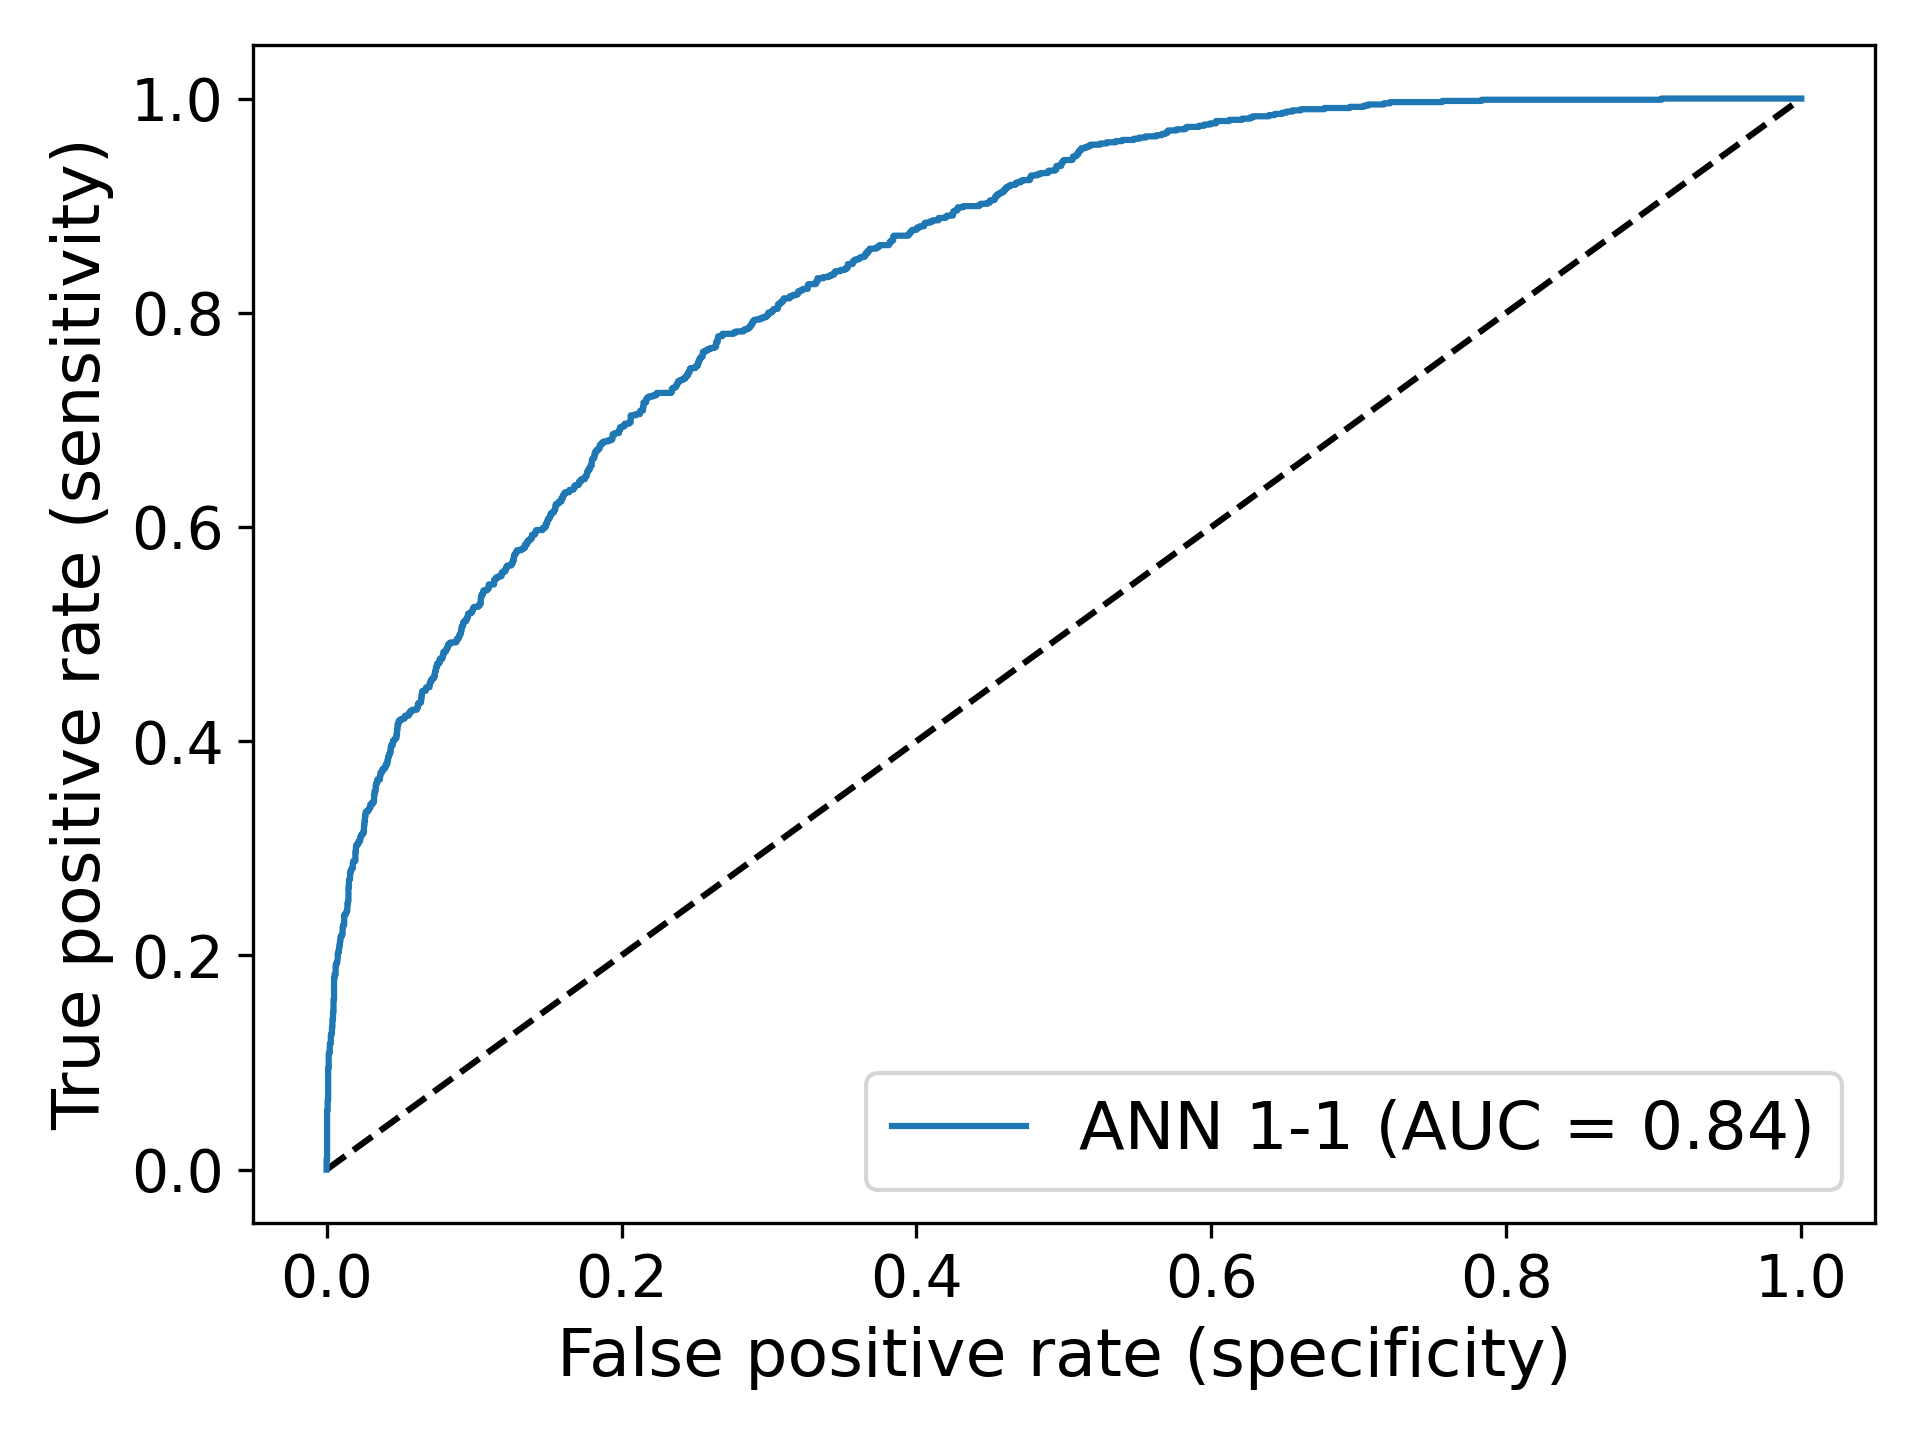 1.0
0.8
0.6
0.4
0.2
0.0
True positive rate (sensitivity)
ANN 1-1 (AUC = 0.84)
0.0 0.2 0.4 0.6 0.8 1.0
False positive rate (specificity)